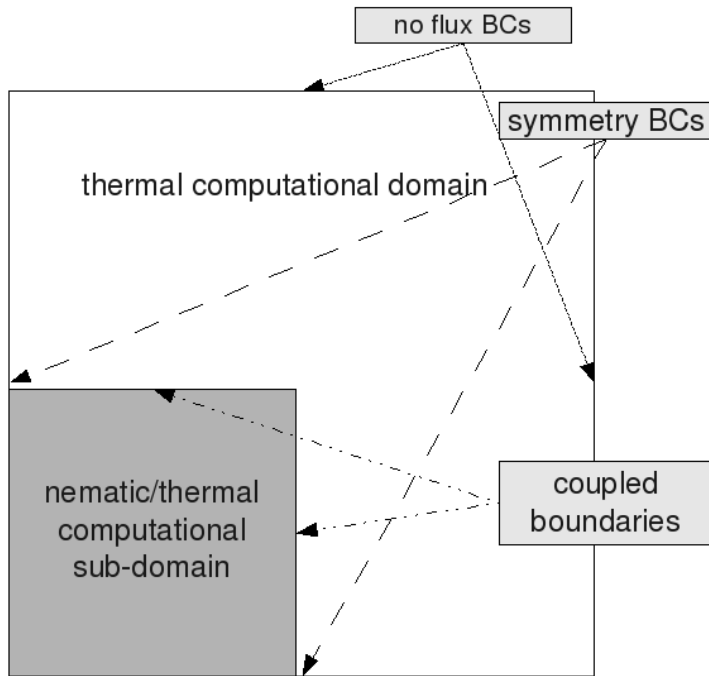 no flux BCs
symmetry BCs
thermal computational domain
nematic/thermal
computational
sub-domain
coupled
boundaries